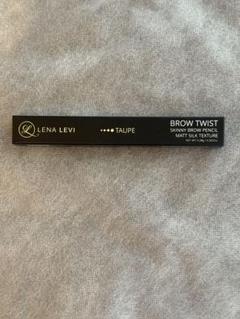 LENA LEVI
TAUPE
BROW TWIST
SKINNY BROW PENCIL
MATT SILK TEXTURE